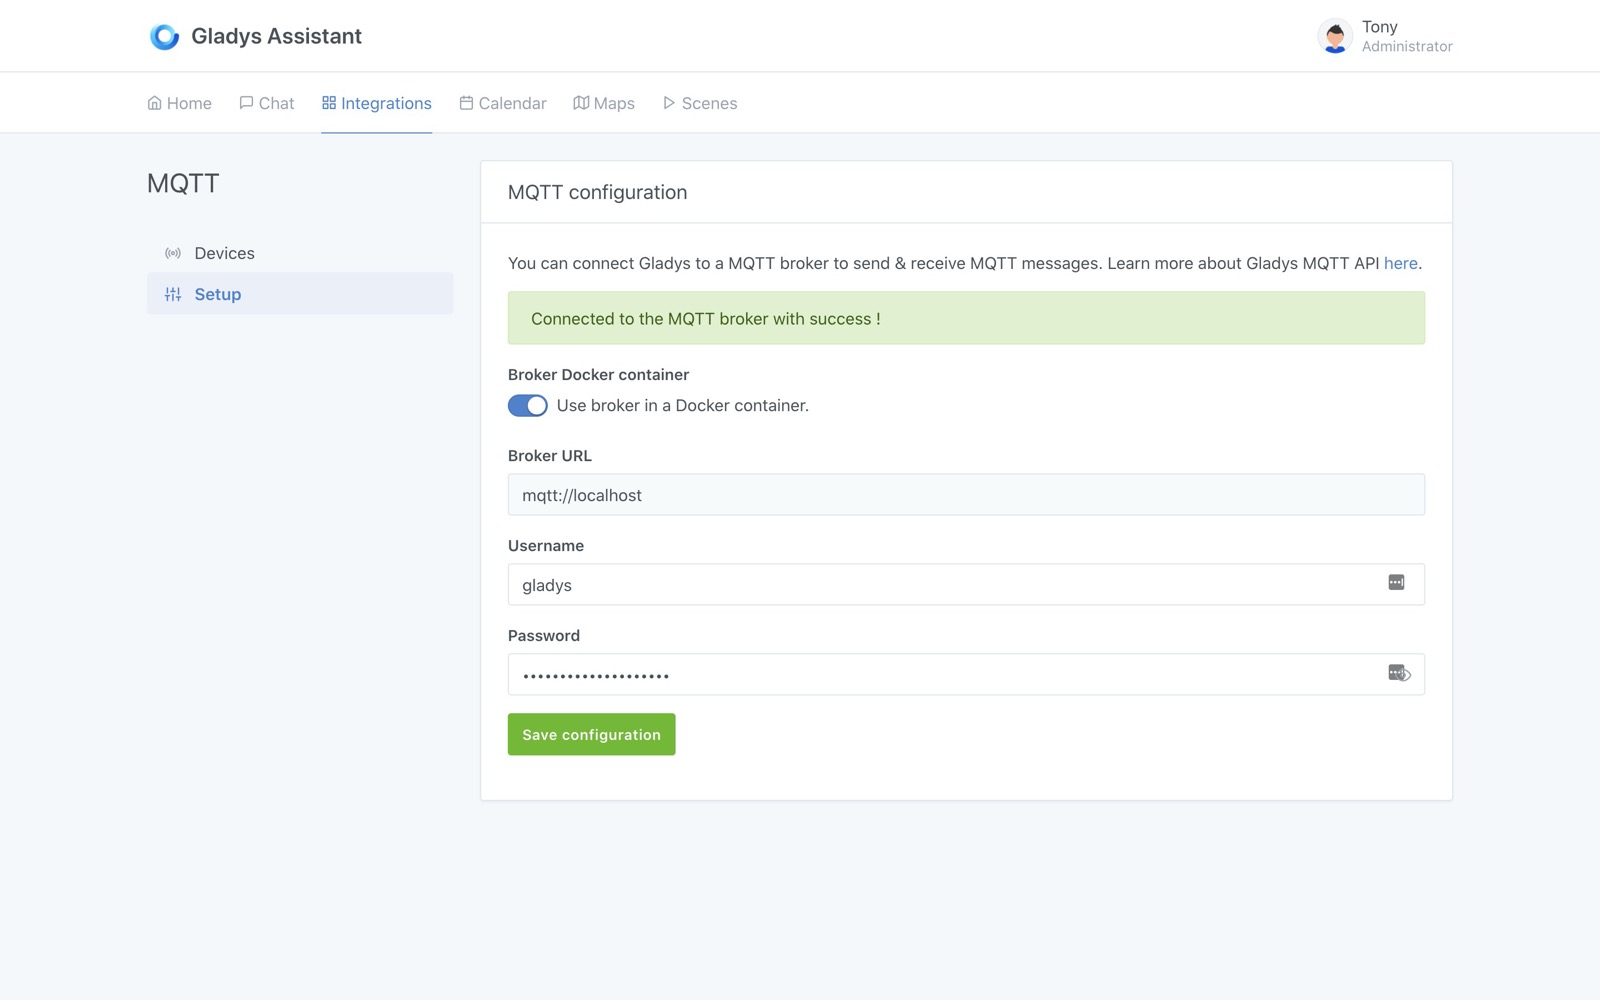 Gladys Assistant
Tony
Administrator
Home Chat Integrations Calendar Maps Scenes
MQTT
Devices
Setup
MQTT configuration
You can connect Gladys to a MQTT broker to send & receive MQTT messages. Learn more about Gladys MQTT API here.
Connected to the MQTT broker with success !
Broker Docker container
Use broker in a Docker container.
Broker URL
mqtt://localhost
Username
gladys
Password
••••••••••••••••••••
Save configuration